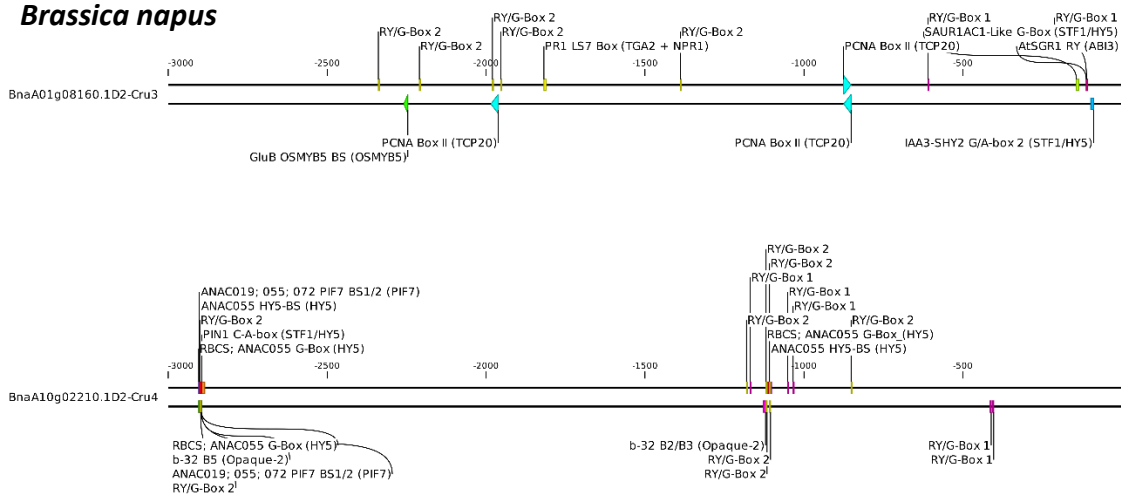 Brassica napus
RY/G-Box 2
RY/G-Box 1
RY/G-Box 1
RY/G-Box 2
RY/G-Box 2
RY/G-Box 2
SAUR1AC1-Like G-Box (STF1/HY5)
RY/G-Box 2
PR1 LS7 Box (TGA2 + NPR1)
PCNA Box II (TCP20)
AtSGR1 RY (ABI3)
-3000
-2500
-2000
-1500
-1000
-500
BnaA01g08160.1D2-Cru3
PCNA Box II (TCP20)
PCNA Box II (TCP20)
IAA3-SHY2 G/A-box 2 (STF1/HY5)
GluB OSMYB5 BS (OSMYB5)
RY/G-Box 2
RY/G-Box 2
RY/G-Box 1
ANAC019; 055; 072 PIF7 BS1/2 (PIF7)
RY/G-Box 1
ANAC055 HY5-BS (HY5)
RY/G-Box 1
RY/G-Box 2
RY/G-Box 2
RY/G-Box 2
PIN1 C-A-box (STF1/HY5)
RBCS; ANAC055 G-Box_(HY5)
RBCS; ANAC055 G-Box (HY5)
ANAC055 HY5-BS (HY5)
-3000
-2500
-2000
-1500
-1000
-500
BnaA10g02210.1D2-Cru4
RBCS; ANAC055 G-Box (HY5)
b-32 B2/B3 (Opaque-2)
RY/G-Box 1
b-32 B5 (Opaque-2)
RY/G-Box 2
RY/G-Box 1
ANAC019; 055; 072 PIF7 BS1/2 (PIF7)
RY/G-Box 2
RY/G-Box 2